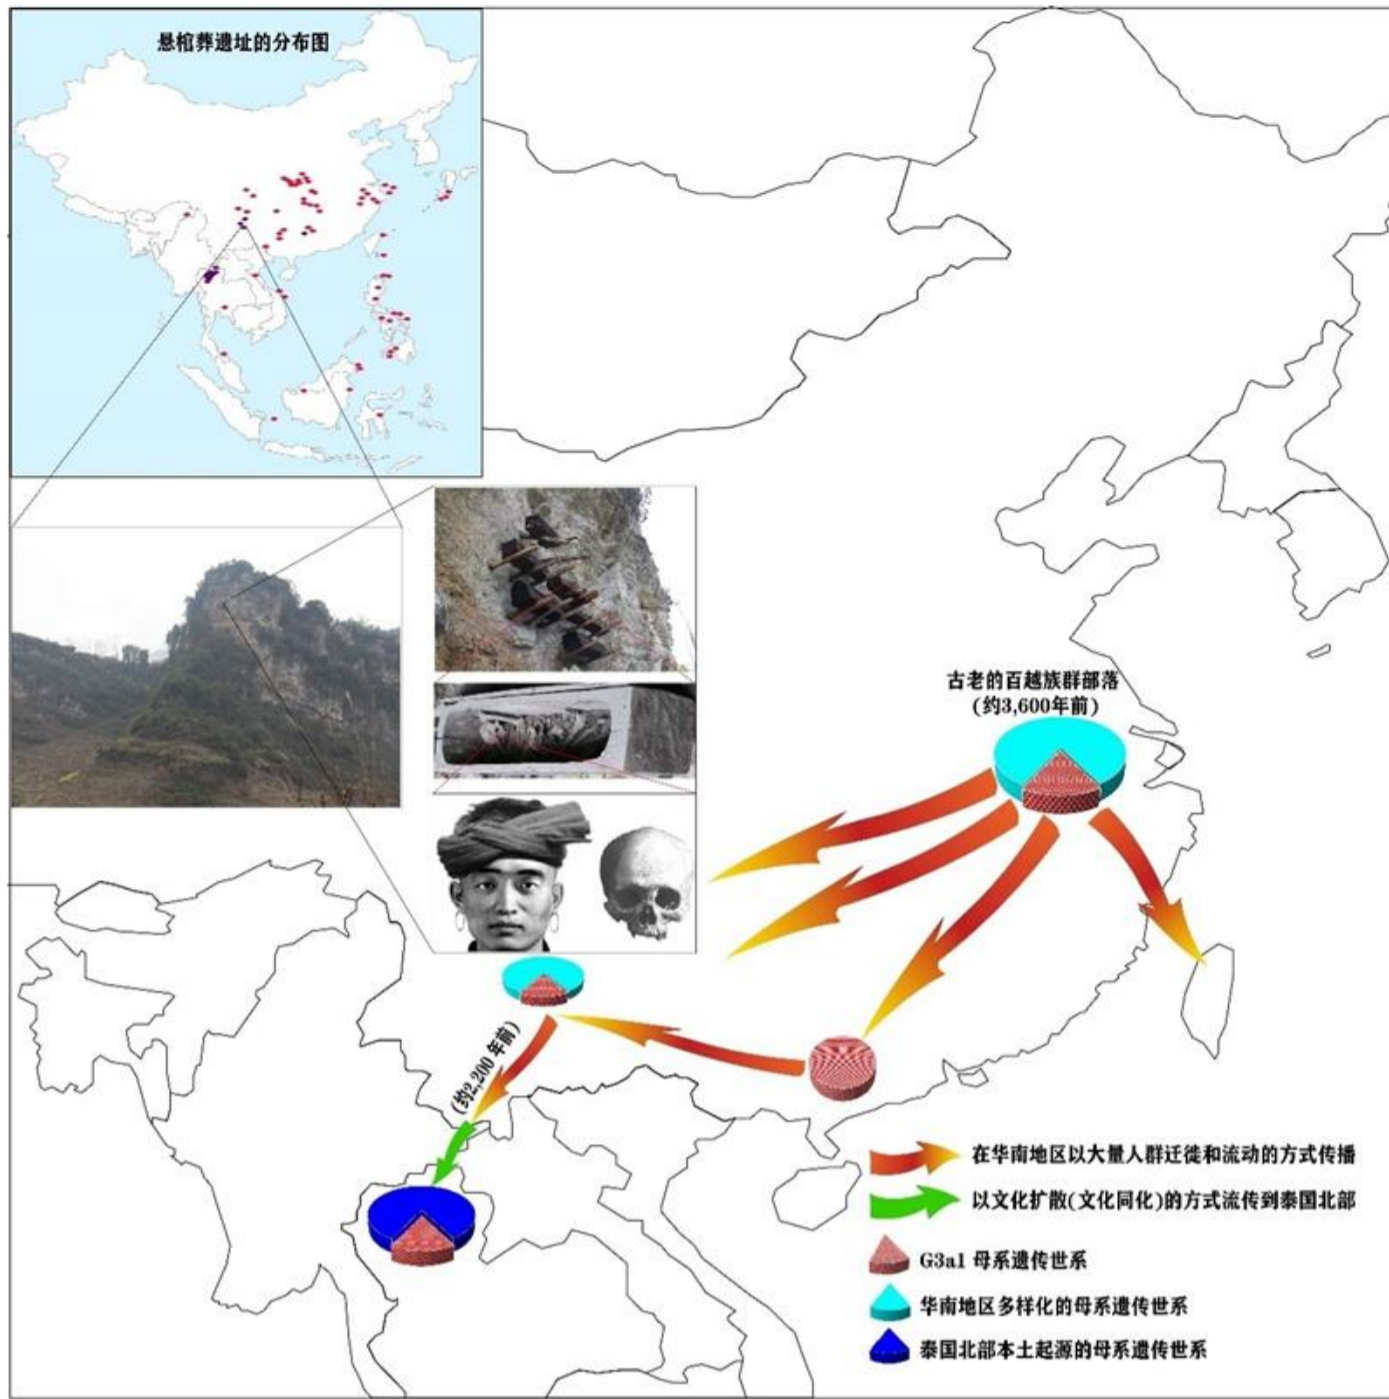 悬棺葬遗址的分布图
古老的百越族群部落
(约3,600年前)
(约2,200 年前)
在华南地区以大量人群迁徙和流动的方式传播
以文化扩散(文化同化)的方式流传到泰国北部
G3a1 母系遗传世系
华南地区多样化的母系遗传世系
泰国北部本土起源的母系遗传世系